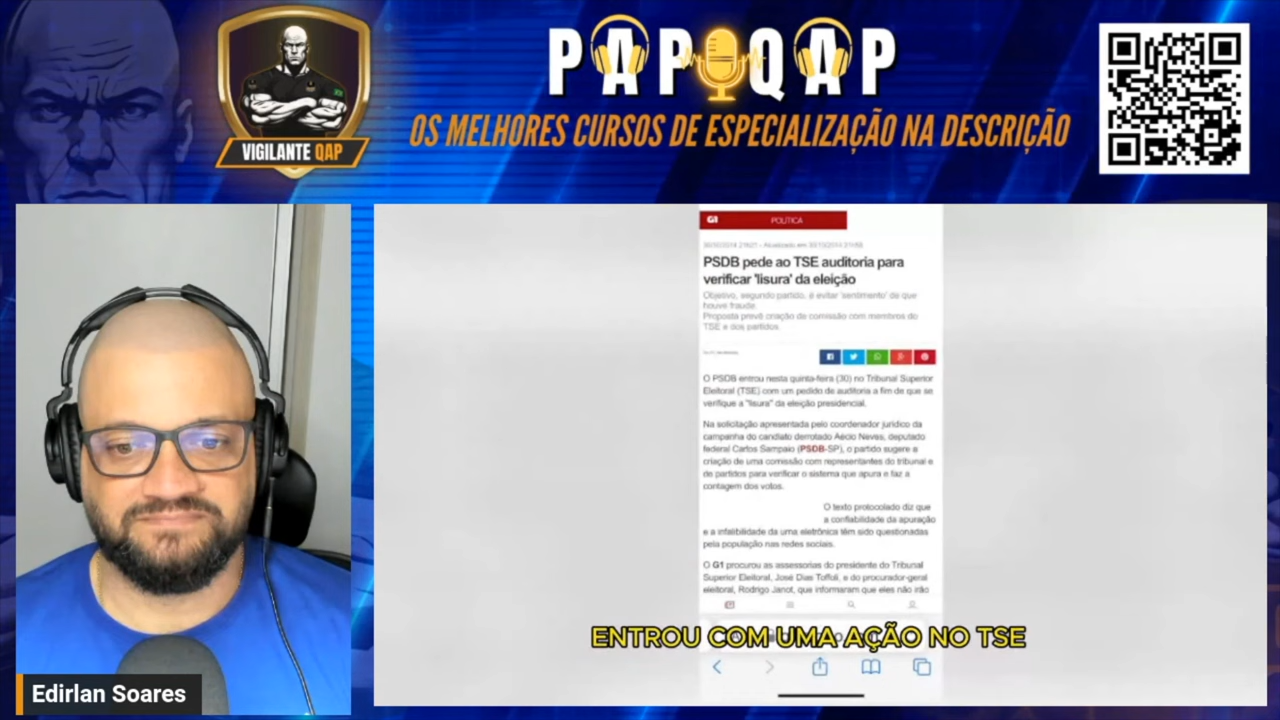 PAPO QAP
OS MELHORES CURSOS DE ESPECIALIZAÇÃO NA DESCRIÇÃO
VIGILANTE QAP
G1 POLÍTICA
PSDB pede ao TSE auditoria para
verificar 'lisura' da eleição
Objetivo, segundo partido, é evitar 'sentimento' de que
houve fraude.
Proposta prevê criação de comissão com membros do
TSE e dos partidos
O PSDB entrou nesta quinta-feira (30) no Tribunal Superior
Eleitoral (TSE) com um pedido de auditoria a fim de que se
verifique a "lisura" da eleição presidencial.
Na solicitação apresentada pelo coordenador jurídico da
campanha do candiato derrotado Aécio Neves, deputado
federal Carlos Sampaio (PSDB-SP), o partido sugere a
criação de uma comissão com representantes do tribunal e
de partidos para verificar o sistema que apura e faz a
contagem dos votos.
O texto protocolado diz que
a confiabilidade da apuração
e a infalibilidade da urna eletrônica têm sido questionadas
pela população nas redes sociais.
O G1 procurou as assessorias do presidente do Tribunal
Superior Eleitoral, José Dias Toffoli, e do procurador-geral
eleitoral, Rodrigo Janot, que informaram que eles não irão
ENTROU COM UMA AÇÃO NO TSE
Edirlan Soares